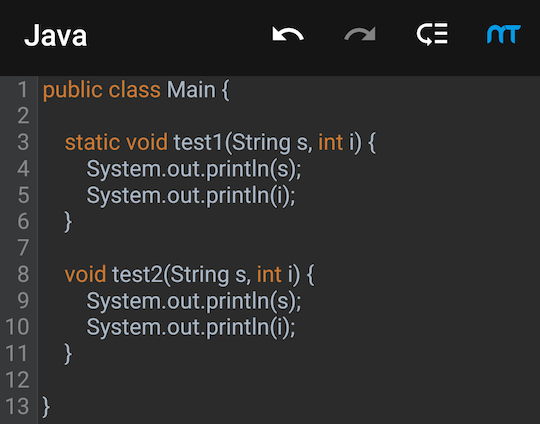 Java
MT
1 public class Main {
2
3     static void test1(String s, int i) {
4         System.out.println(s);
5         System.out.println(i);
6     }
7
8     void test2(String s, int i) {
9         System.out.println(s);
10         System.out.println(i);
11     }
12
13 }